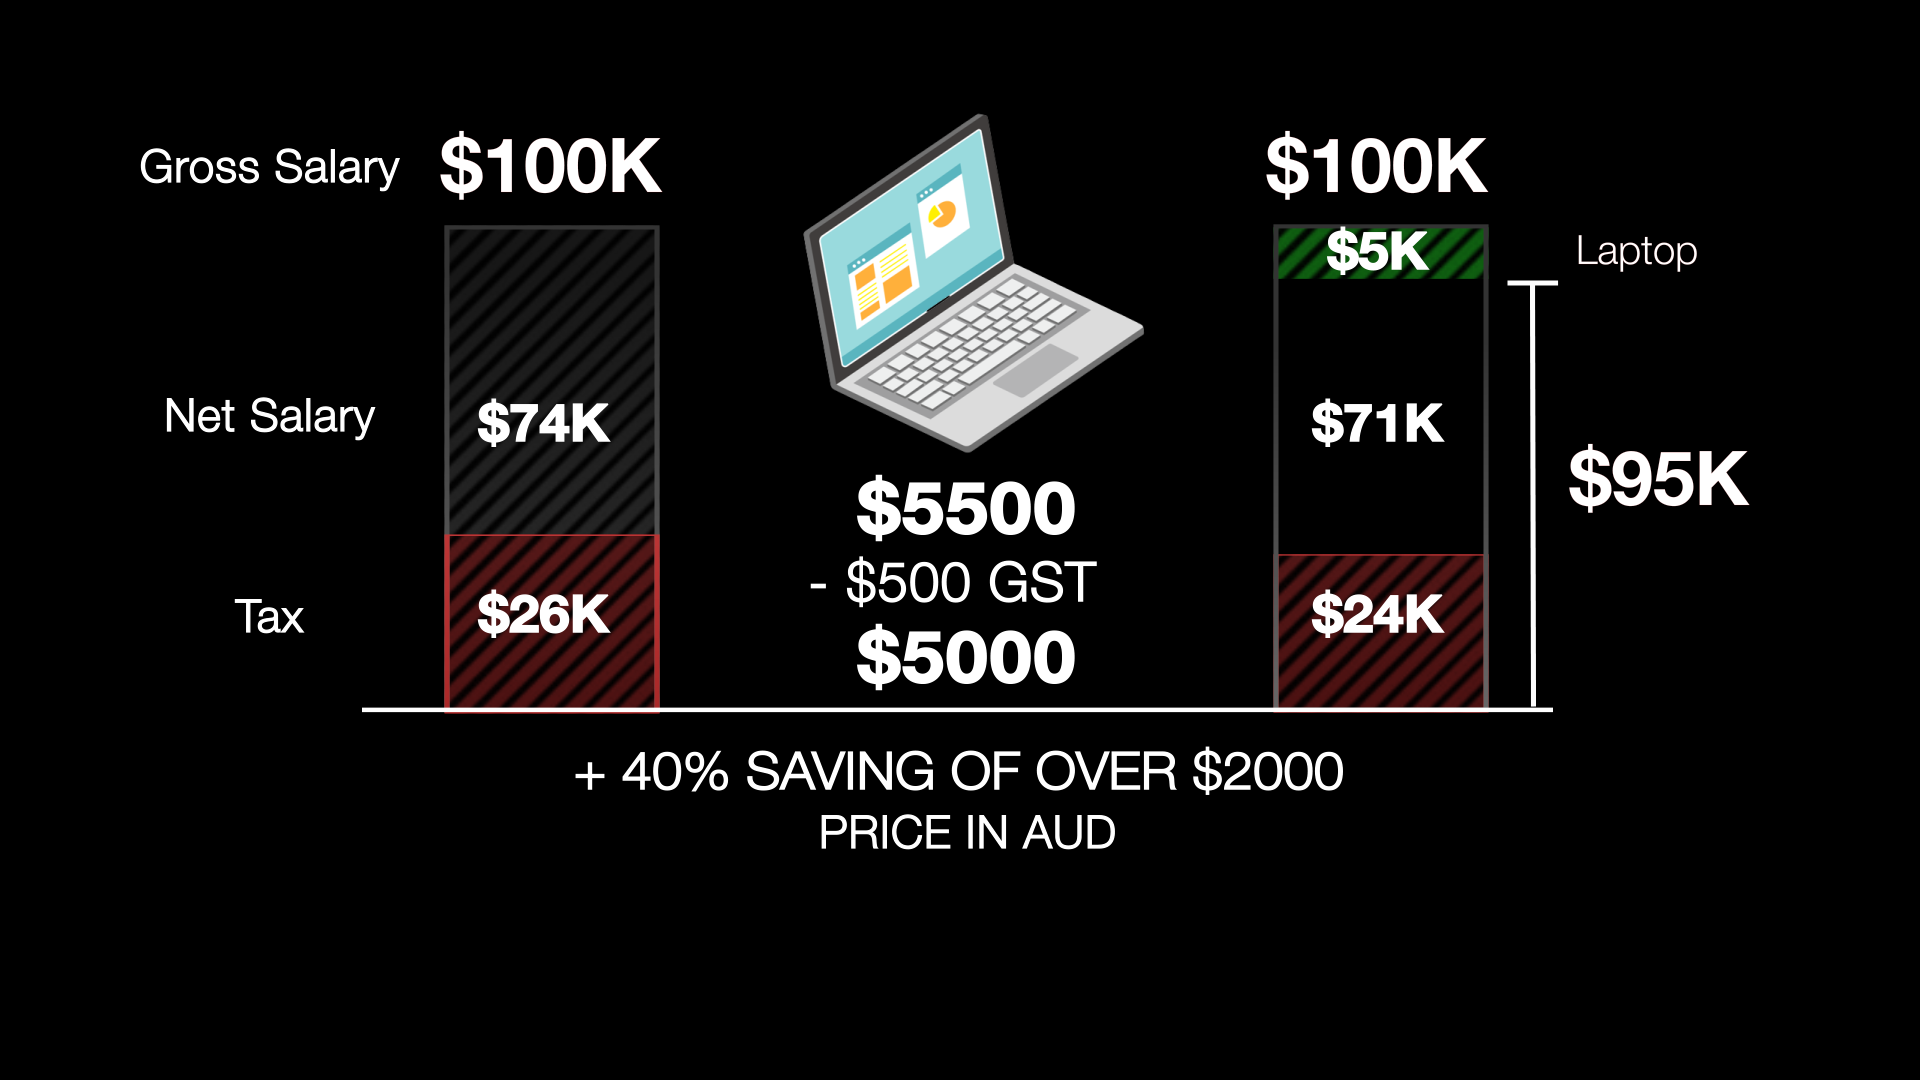 Gross Salary $100K $100K
$5K Laptop
Net Salary $74K $71K
$95K
$5500
- $500 GST
Tax $26K $24K
$5000
+ 40% SAVING OF OVER $2000
PRICE IN AUD